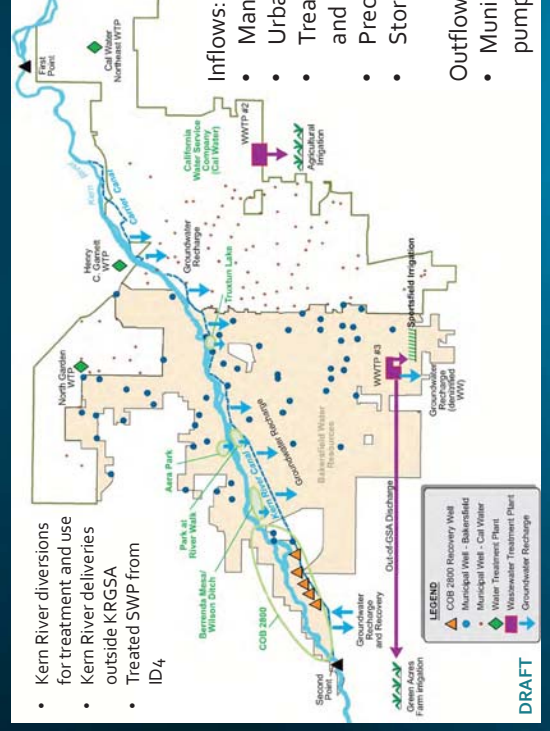 • Kern River diversions
for treatment and use
• Kern River deliveries
outside KRGSA
• Treated SWP from
ID4
First
Point
Cal Water
Northeast WTP
Kern
River
Carrier Canal
Henry
C. Garnett
WTP
North Garden
WTP
Groundwater
Recharge
Truxtun Lake
California
Water Service
Company
(Cal Water)
WWTP #2
Agricultural
Irrigation
Aera Park
Park at
River Walk
Berrenda Mesa/
Wilson Ditch
COB 2800
Kern River Canal
Groundwater Recharge
Bakersfield Water
Resources
WWTP #3
Sportsfield Irrigation
Groundwater
Recharge
(denizified
WW)
Out-of-GSA Discharge
Groundwater
Recharge
and Recovery
Second
Point
Green Acres
Farm Irrigation
LEGEND
COB 2800 Recovery Well
Municipal Well - Bakersfield
Municipal Well - Cal Water
Water Treatment Plant
Wastewater Treatment Plant
Groundwater Recharge
DRAFT
Inflows:
• Man
• Urba
• Trea
and
• Prec
• Stor
Outflow
• Munic
pump